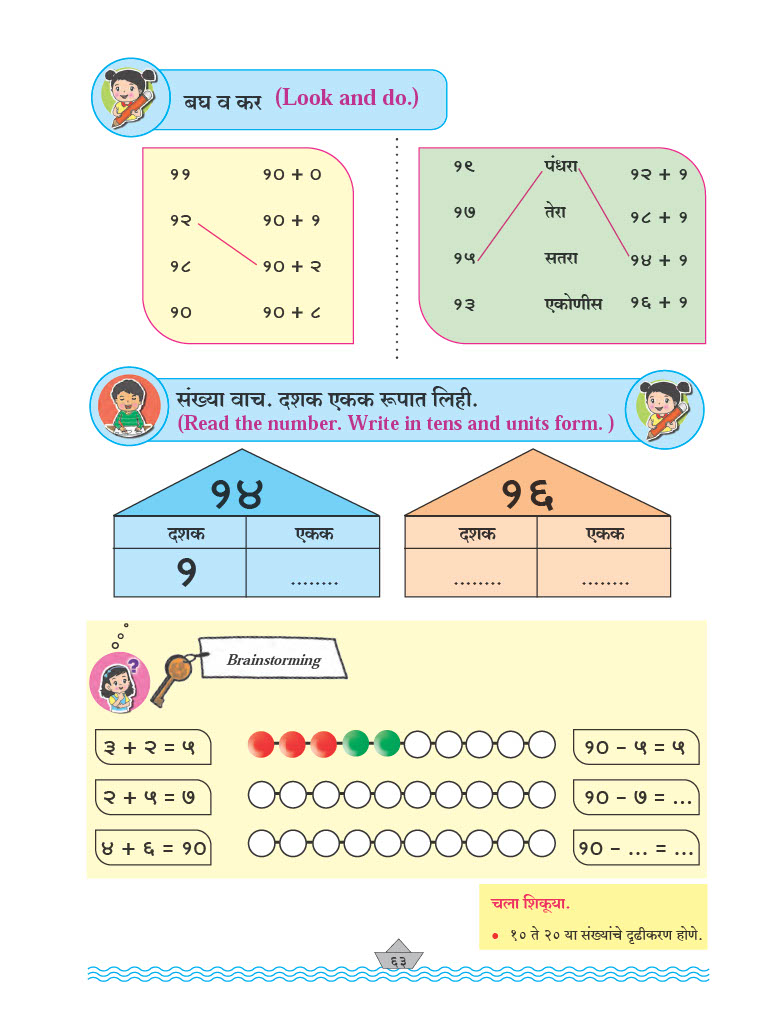 बघ व कर (Look and do.)
११ १० + ०
१२ १० + १
१८ १० + २
१० १० + ८
१९ पंधरा १२ + १
१७ तेरा १८ + १
१५ सतरा १४ + १
१३ एकोणीस १६ + १
संख्या वाच. दशक एकक रूपात लिही.
(Read the number. Write in tens and units form. )
१४
दशक एकक
१ ........
१६
दशक एकक
........ ........
?
Brainstorming
३ + २ = ५ १० – ५ = ५
२ + ५ = ७ १० – ७ = ...
४ + ६ = १० १० – ... = ...
चला शिकूया.
• १० ते २० या संख्यांचे दृढीकरण होणे.
६३